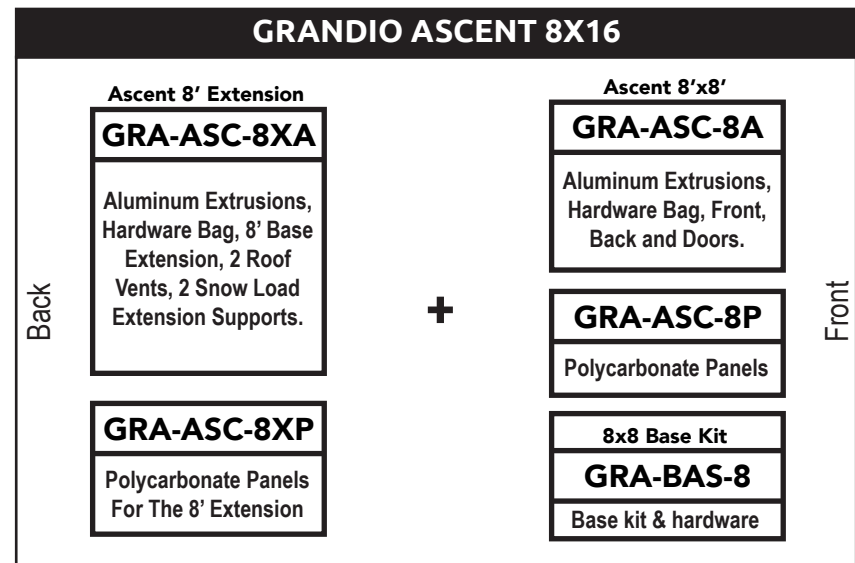 GRANDIO ASCENT 8X16
Back
Ascent 8’ Extension
GRA-ASC-8XA
Aluminum Extrusions,
Hardware Bag, 8’ Base
Extension, 2 Roof
Vents, 2 Snow Load
Extension Supports.
GRA-ASC-8XP
Polycarbonate Panels
For The 8’ Extension
+
Ascent 8’x8’
GRA-ASC-8A
Aluminum Extrusions,
Hardware Bag, Front,
Back and Doors.
GRA-ASC-8P
Polycarbonate Panels
8x8 Base Kit
GRA-BAS-8
Base kit & hardware
Front